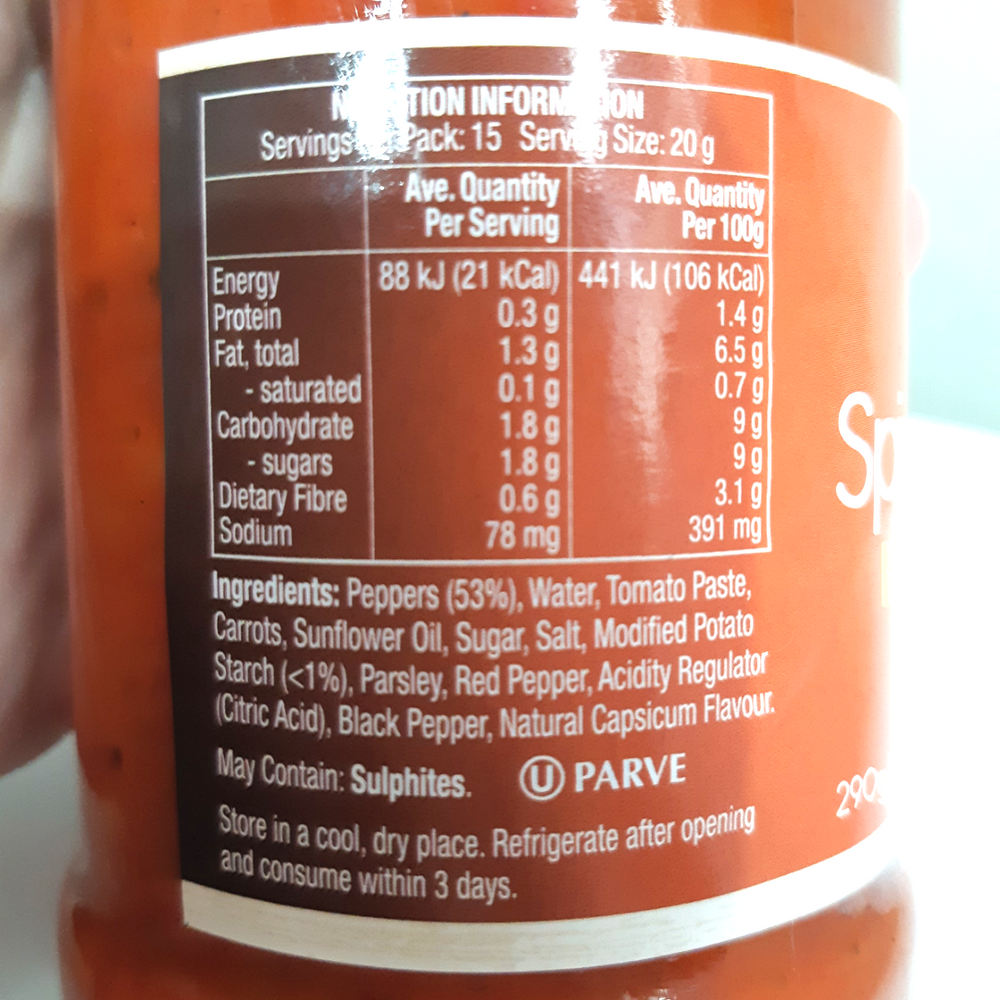 Servings Pack: 15 Size: 20 g
Ave. Quantity Per Serving Ave. Quantity Per 100g
Energy 88 kJ (21 kCal) 441 kJ (106 kCal)
Protein 0.3 g 1.4 g
Fat, total 1.3 g 6.5 g
- saturated 0.1 g 0.7 g
Carbohydrate 1.8 g 9 g
- sugars 1.8 g 9 g
Dietary Fibre 0.6 g 3.1 g
Sodium 78 mg 391 mg
Ingredients: Peppers (53%), Water, Tomato Paste,
Carrots, Sunflower Oil, Sugar, Salt, Modified Potato
Starch (<1%), Parsley, Red Pepper, Acidity Regulator
(Citric Acid), Black Pepper, Natural Capsicum Flavour.
May Contain: Sulphites. U PARVE
Store in a cool, dry place. Refrigerate after opening
and consume within 3 days.
Sp
290g